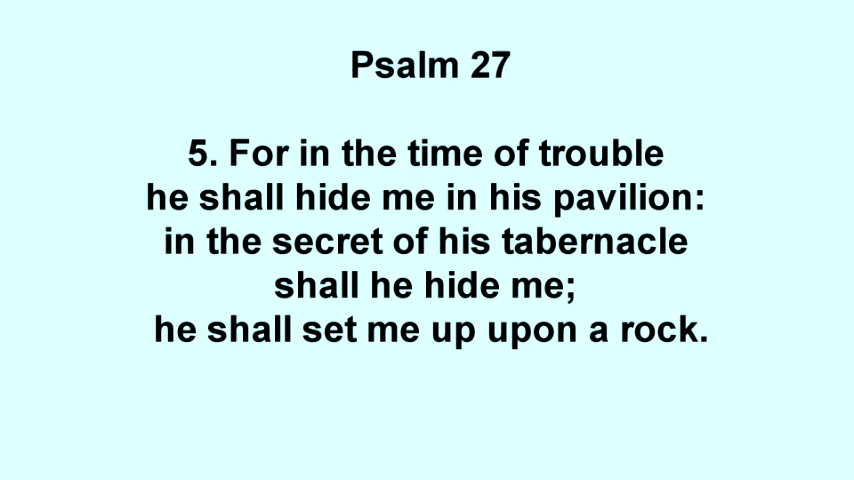 Psalm 27
5. For in the time of trouble
he shall hide me in his pavilion:
in the secret of his tabernacle
shall he hide me;
he shall set me up upon a rock.